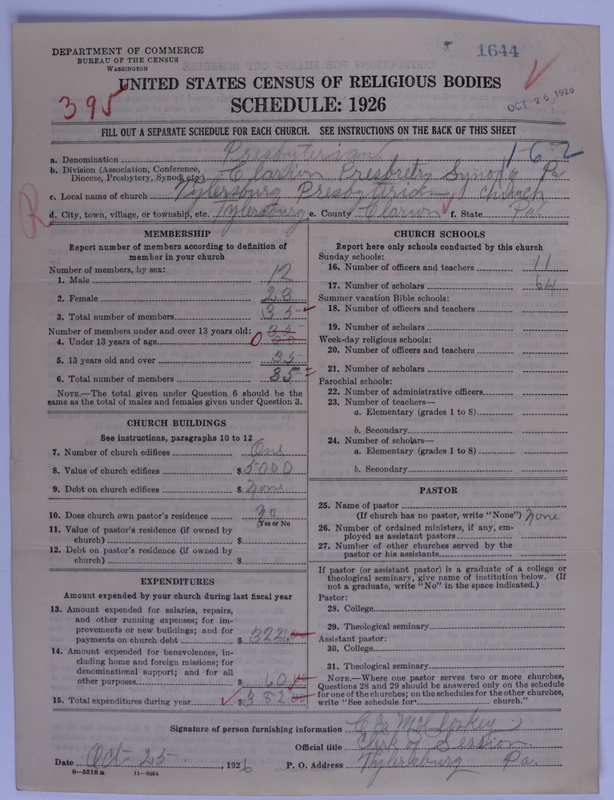 DEPARTMENT OF COMMERCE
BUREAU OF THE CENSUS
WASHINGTON
1644
UNITED STATES CENSUS OF RELIGIOUS BODIES
SCHEDULE: 1926
395
OCT 26 1926
FILL OUT A SEPARATE SCHEDULE FOR EACH CHURCH. SEE INSTRUCTIONS ON THE BACK OF THIS SHEET
a. Denomination Presbyterian 1-6-2
b. Division (Association, Conference, Diocese, Presbytery, Synod, etc.) Clarion Presbretry Synod Pa
c. Local name of church Tylersburg Presbyterian Church
d. City, town, village, or township, etc. Tylersburg e. County Clarion f. State Pa.
R
MEMBERSHIP
Report number of members according to definition of member in your church
Number of members, by sex:
1. Male 12
2. Female 23
3. Total number of members 35
Number of members under and over 13 years old:
4. Under 13 years of age 0
5. 13 years old and over 35
6. Total number of members 35
NOTE.—The total given under Question 6 should be the same as the total of males and females given under Question 3.
CHURCH BUILDINGS
See instructions, paragraphs 10 to 12
7. Number of church edifices One
8. Value of church edifices $ 5000
9. Debt on church edifices $ None
10. Does church own pastor's residence No
(Yes or No)
11. Value of pastor's residence (if owned by church) $
12. Debt on pastor's residence (if owned by church) $
EXPENDITURES
Amount expended by your church during last fiscal year
13. Amount expended for salaries, repairs, and other running expenses; for improvements or new buildings; and for payments on church debt $ 322
14. Amount expended for benevolences, including home and foreign missions; for denominational support; and for all other purposes $ 60
15. Total expenditures during year $ 382
CHURCH SCHOOLS
Report here only schools conducted by this church
Sunday schools:
16. Number of officers and teachers 11
17. Number of scholars 64
Summer vacation Bible schools:
18. Number of officers and teachers
19. Number of scholars
Week-day religious schools:
20. Number of officers and teachers
21. Number of scholars
Parochial schools:
22. Number of administrative officers
23. Number of teachers—
a. Elementary (grades 1 to 8)
b. Secondary
24. Number of scholars—
a. Elementary (grades 1 to 8)
b. Secondary
PASTOR
25. Name of pastor
(If church has no pastor, write "None") None
26. Number of ordained ministers, if any, employed as assistant pastors
27. Number of other churches served by the pastor or his assistants
If pastor (or assistant pastor) is a graduate of a college or theological seminary, give name of institution below. (If not a graduate, write "No" in the space indicated.)
Pastor:
28. College
29. Theological seminary
Assistant pastor:
30. College
31. Theological seminary
NOTE.—Where one pastor serves two or more churches, Questions 28 and 29 should be answered only on the schedule for one of the churches; on the schedules for the other churches, write "See schedule for church."
Signature of person furnishing information
Official title Clerk of Session
Date Oct 25, 1926 P. O. Address Tylersburg Pa.
8—5518 a 11—9064